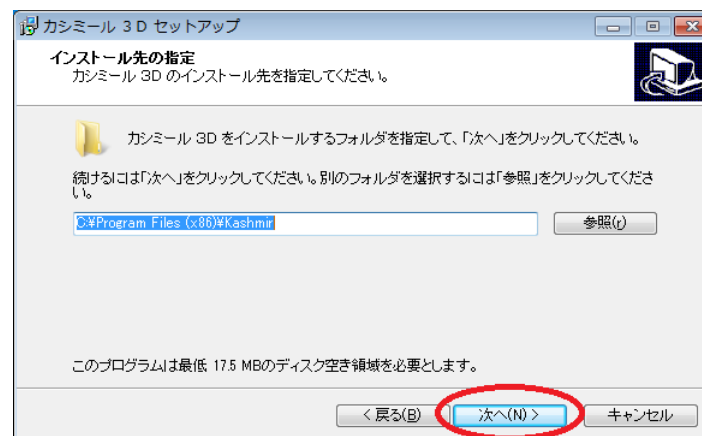 カシミール 3D セットアップ
インストール先の指定
カシミール 3D のインストール先を指定してください。
カシミール 3D をインストールするフォルダを指定して、「次へ」をクリックしてください。
続けるには「次へ」をクリックしてください。別のフォルダを選択するには「参照」をクリックしてくださ
い。
C:¥Program Files (x86)¥Kashmir
参照(r)
このプログラムは最低 17.5 MBのディスク空き領域を必要とします。
< 戻る(B)
次へ(N) >
キャンセル